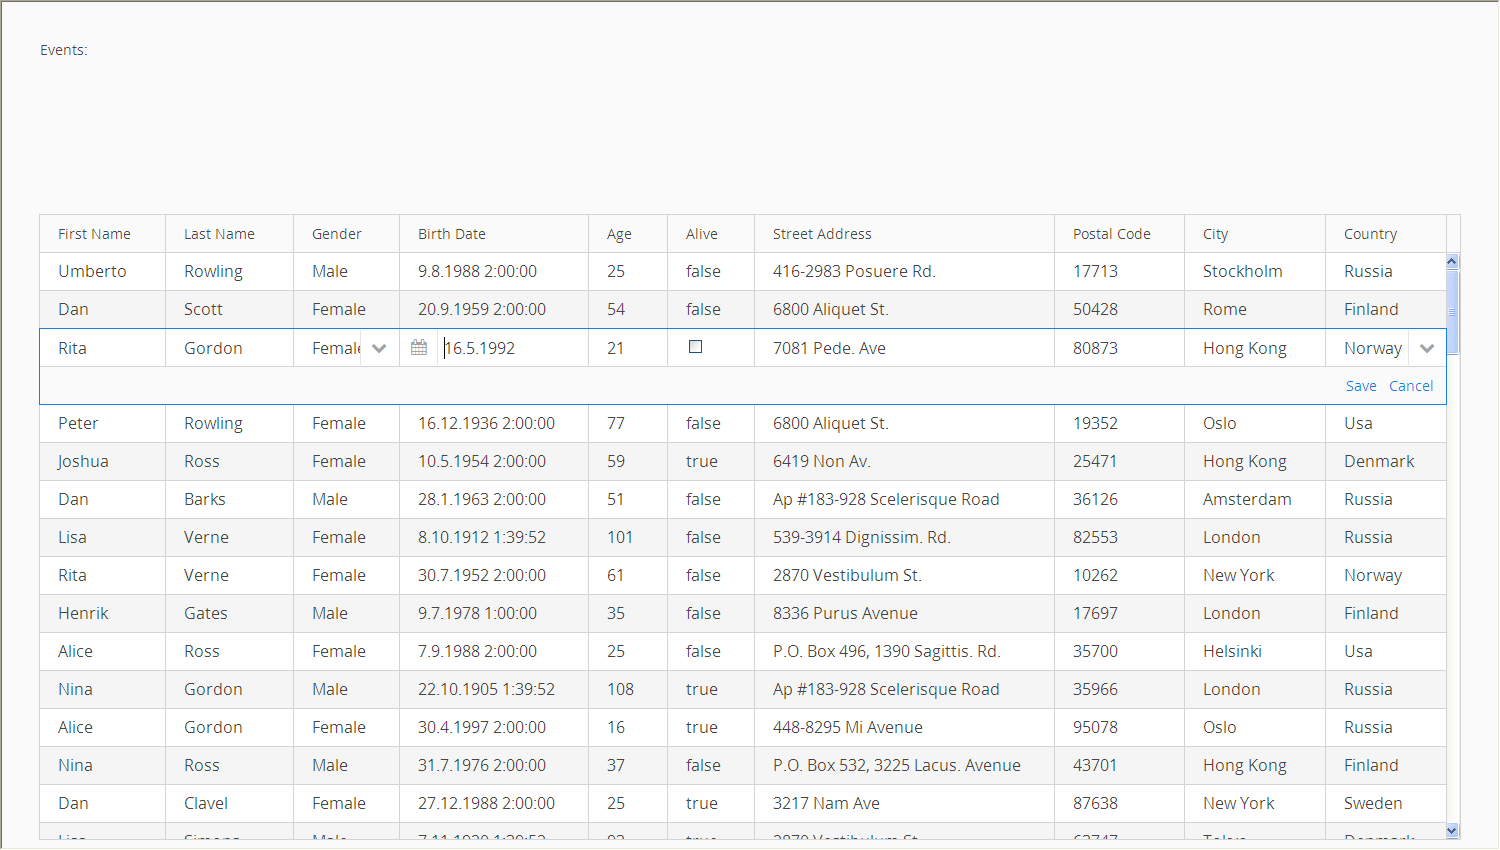 Events:
First Name Last Name Gender Birth Date Age Alive Street Address Postal Code City Country
Umberto Rowling Male 9.8.1988 2:00:00 25 false 416-2983 Posuere Rd. 17713 Stockholm Russia
Dan Scott Female 20.9.1959 2:00:00 54 false 6800 Aliquet St. 50428 Rome Finland
Rita Gordon Female 16.5.1992 21 7081 Pede. Ave 80873 Hong Kong Norway
Save Cancel
Peter Rowling Female 16.12.1936 2:00:00 77 false 6800 Aliquet St. 19352 Oslo Usa
Joshua Ross Female 10.5.1954 2:00:00 59 true 6419 Non Av. 25471 Hong Kong Denmark
Dan Barks Male 28.1.1963 2:00:00 51 false Ap #183-928 Scelerisque Road 36126 Amsterdam Russia
Lisa Verne Female 8.10.1912 1:39:52 101 false 539-3914 Dignissim. Rd. 82553 London Russia
Rita Verne Female 30.7.1952 2:00:00 61 false 2870 Vestibulum St. 10262 New York Norway
Henrik Gates Male 9.7.1978 1:00:00 35 false 8336 Purus Avenue 17697 London Finland
Alice Ross Female 7.9.1988 2:00:00 25 false P.O. Box 496, 1390 Sagittis. Rd. 35700 Helsinki Usa
Nina Gordon Male 22.10.1905 1:39:52 108 true Ap #183-928 Scelerisque Road 35966 London Russia
Alice Gordon Female 30.4.1997 2:00:00 16 true 448-8295 Mi Avenue 95078 Oslo Russia
Nina Ross Male 31.7.1976 2:00:00 37 false P.O. Box 532, 3225 Lacus. Avenue 43701 Hong Kong Finland
Dan Clavel Female 27.12.1988 2:00:00 25 true 3217 Nam Ave 87638 New York Sweden